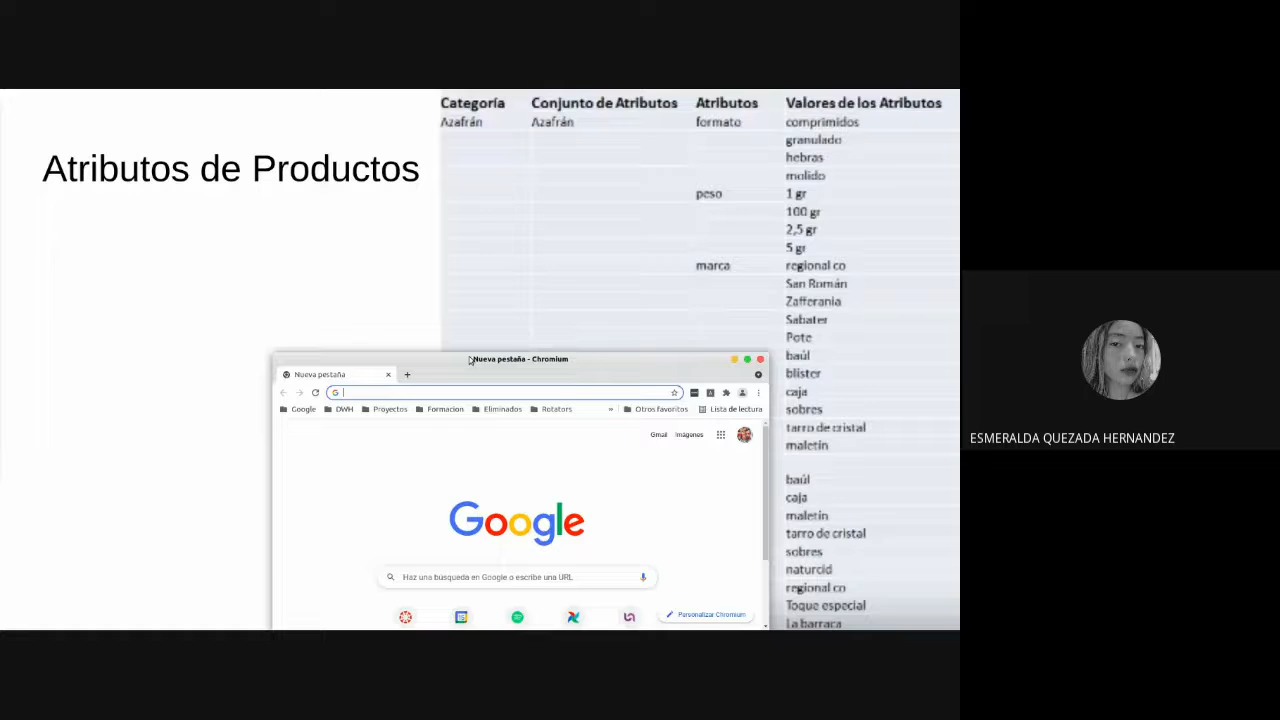 Categoría Conjunto de Atributos Atributos Valores de los Atributos
Azafrán Azafrán formato comprimidos
granulado
Atributos de Productos
hebras
molido
peso 1 gr
100 gr
2,5 gr
5 gr
marca regional co
San Román
Zafferania
Sabater
Pote
baúl
blister
caja
sobres
tarro de cristal
maletín
baúl
caja
maletín
tarro de cristal
sobres
naturcid
regional co
Toque especial
La barraca
Nueva pestaña - Chromium
Nueva pestaña
Google DWH Proyectos Formacion Eliminados Rotators » Otros favoritos Lista de lectura
Gmail Imágenes
Google
Haz una búsqueda en Google o escribe una URL
Personalizar Chromium
ESMERALDA QUEZADA HERNANDEZ